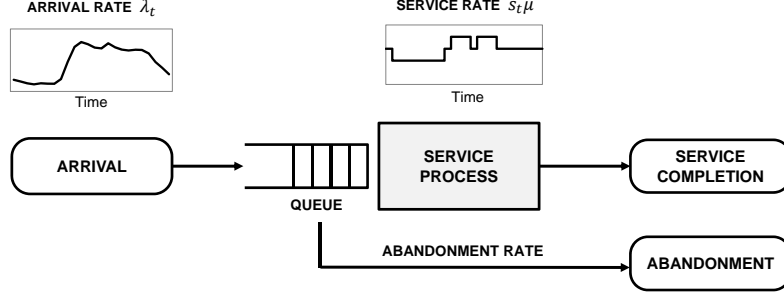 ARRIVAL RATE λₜ
SERVICE RATE sₜμ
Time
Time
ARRIVAL
QUEUE
SERVICE
PROCESS
SERVICE
COMPLETION
ABANDONMENT RATE
ABANDONMENT